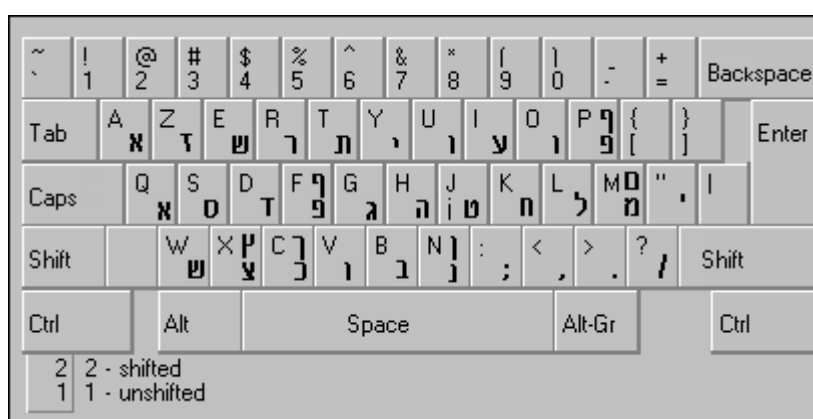 ~ ` ! 1 @ 2 # 3 $ 4 % 5 ^ 6 & 7 * 8 ( 9 ) 0 _ - + = Backspace
Tab A א Z ז E ש R ר T ת Y י U ו I ע O ו P ף פ { [ } ] Enter
Caps Q א S ס D ד F ף פ G ג H ה J i ט K ח L ל M ם מ " ' |
Shift W ש X ץ צ C ך כ V ו B ב N ן נ : ; < , > . ? / Shift
Ctrl Alt Space Alt-Gr Ctrl
2 2 - shifted
1 1 - unshifted